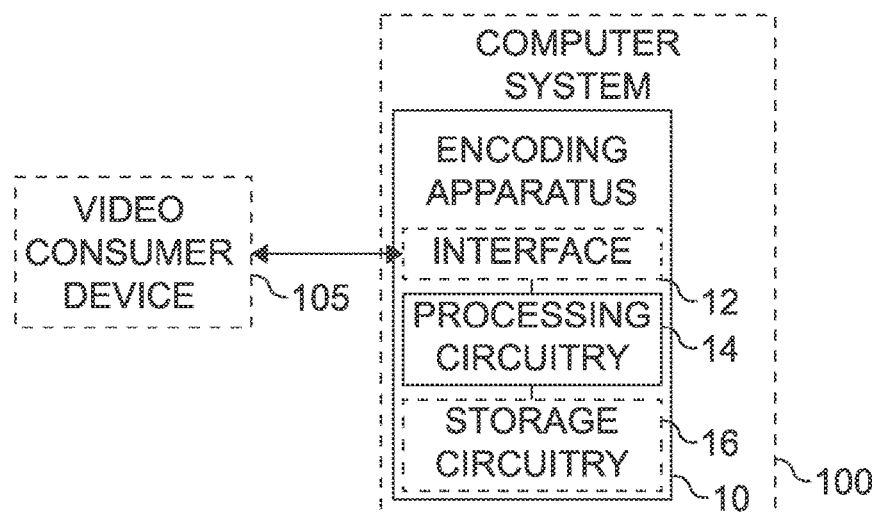 COMPUTER
SYSTEM
ENCODING
APPARATUS
VIDEO
CONSUMER
DEVICE
105
INTERFACE
12
PROCESSING
CIRCUITRY
14
STORAGE
CIRCUITRY
16
10
100